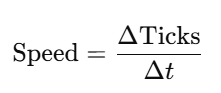 Speed = ΔTicks / Δt